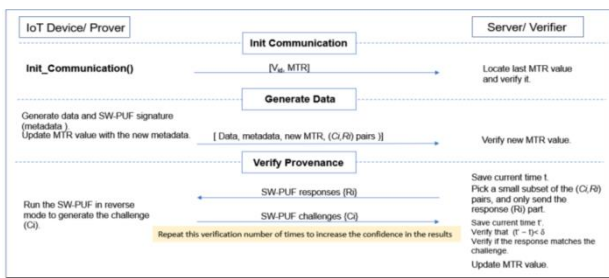 IoT Device/ Prover
Server/ Verifier
Init Communication
Init_Communication()
[Vid, MTR]
Locate last MTR value
and verify it.
Generate Data
Generate data and SW-PUF signature
(metadata ).
Update MTR value with the new metadata.
[ Data, metadata, new MTR, (Ci,Ri) pairs )]
Verify new MTR value.
Verify Provenance
Save current time t.
Pick a small subset of the (Ci,Ri)
pairs, and only send the
response (Ri) part.
SW-PUF responses {Ri}
Run the SW-PUF in reverse
mode to generate the challenge
(Ci).
SW-PUF challenges {Ci}
Save current time t'.
Verify that (t' – t)< δ
Verify if the response matches the
challenge.
Repeat this verification number of times to increase the confidence in the results
Update MTR value.